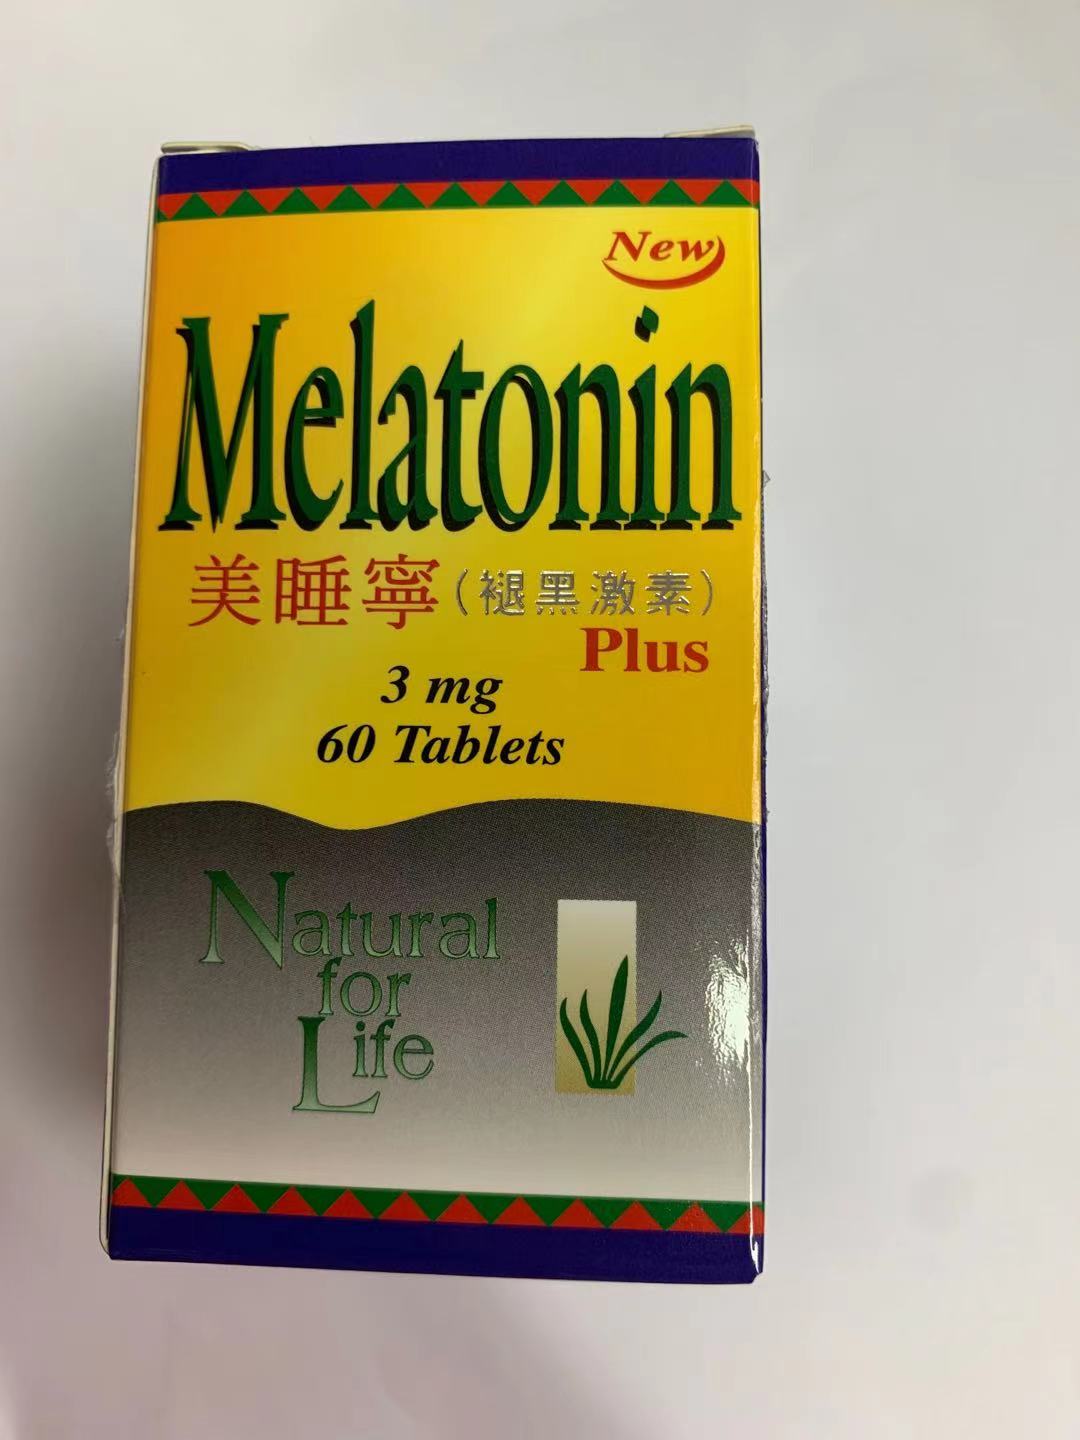 New
Melatonin
美睡寧(褪黑激素)
Plus
3 mg
60 Tablets
Natural
for
Life